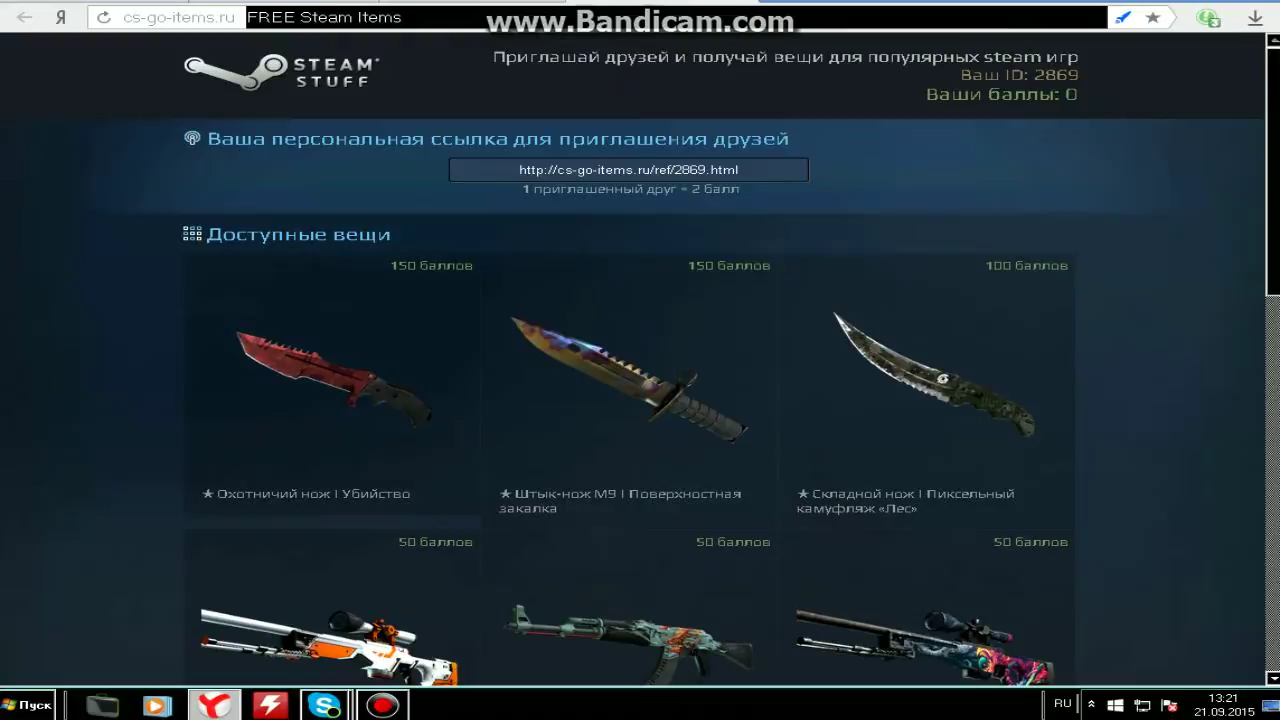 cs-go-items.ru FREE Steam Items
www.Bandicam.com
Я
STEAM
STUFF
Приглашай друзей и получай вещи для популярных steam игр
Ваш ID: 2869
Ваши баллы: 0
Ваша персональная ссылка для приглашения друзей
http://cs-go-items.ru/ref/2869.html
1 приглашенный друг = 2 балл
Доступные вещи
150 баллов
150 баллов
100 баллов
★ Охотничий нож | Убийство
★ Штык-нож M9 | Поверхностная
закалка
★ Складной нож | Пиксельный
камуфляж «Лес»
50 баллов
50 баллов
50 баллов
Пуск
RU
13:21
21.09.2015